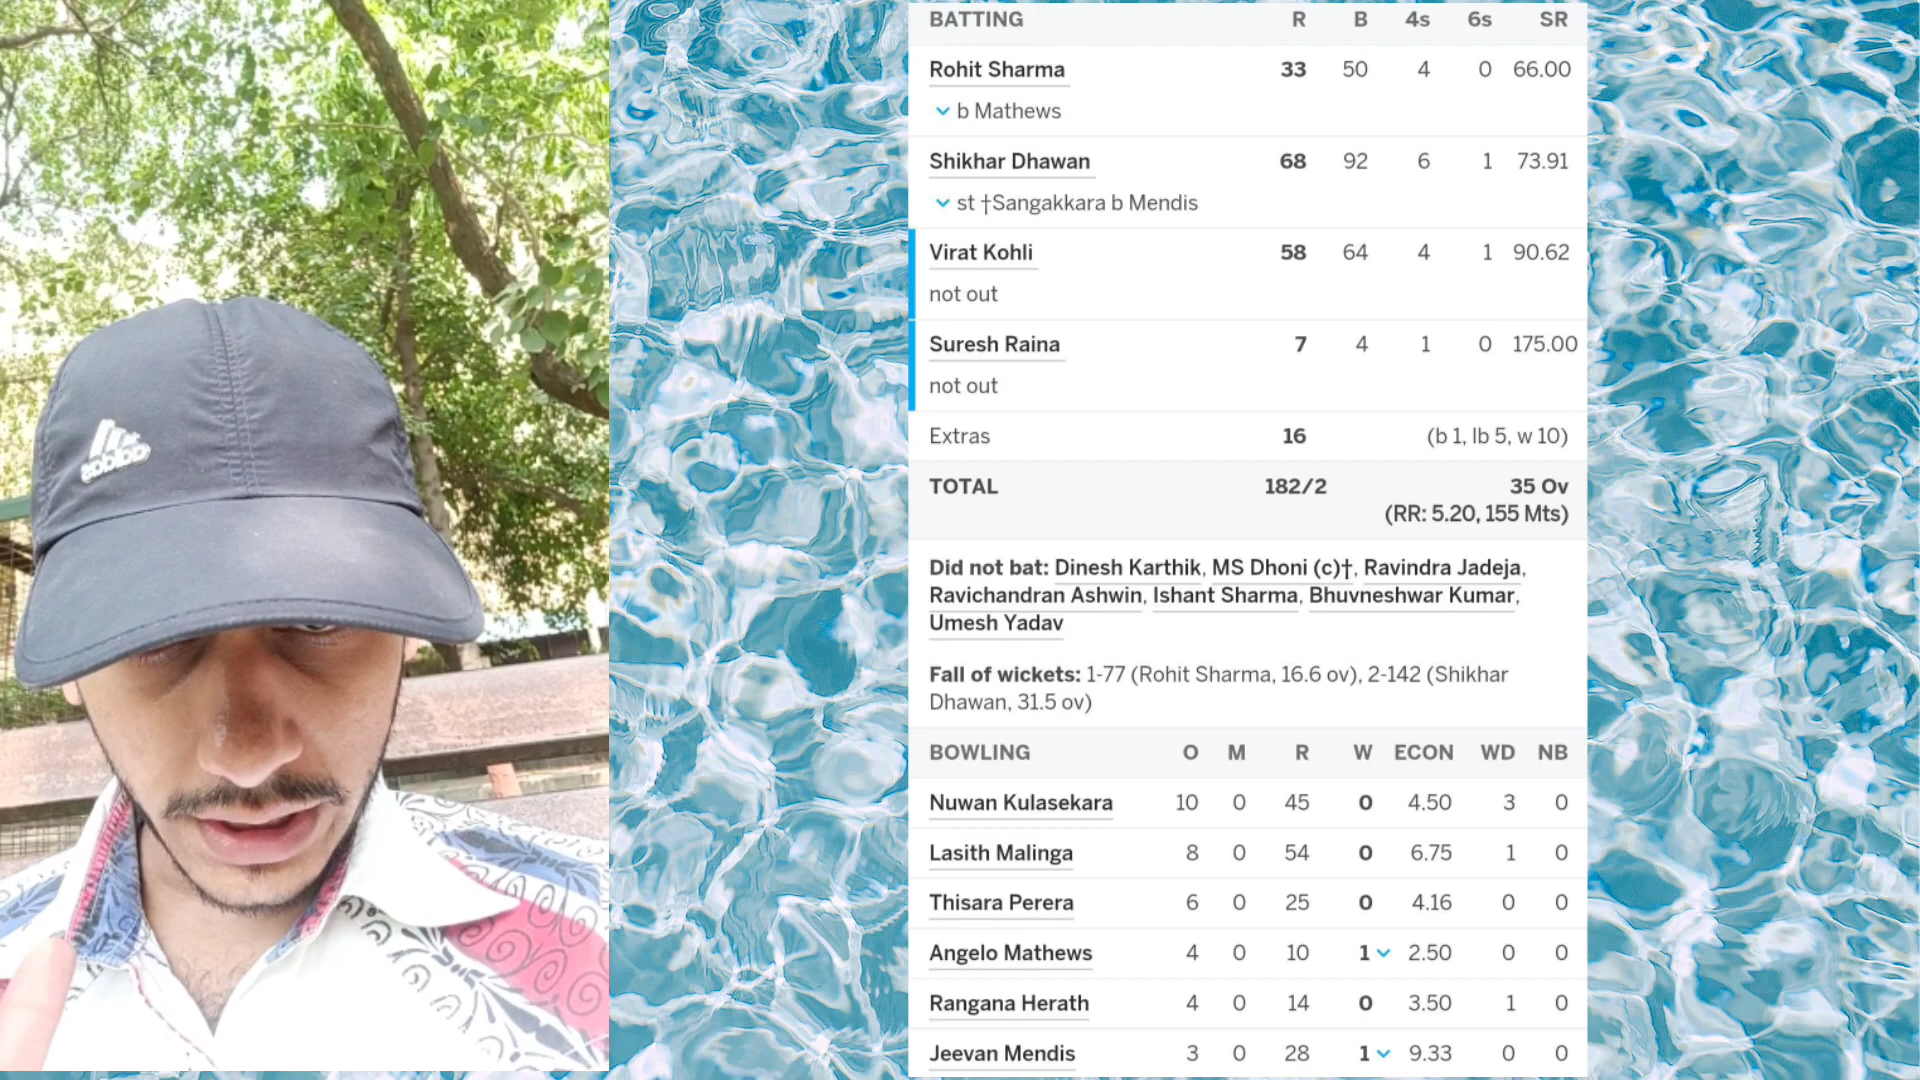 adidas
BATTING R B 4s 6s SR
Rohit Sharma 33 50 4 0 66.00
b Mathews
Shikhar Dhawan 68 92 6 1 73.91
st †Sangakkara b Mendis
Virat Kohli 58 64 4 1 90.62
not out
Suresh Raina 7 4 1 0 175.00
not out
Extras 16 (b 1, lb 5, w 10)
TOTAL 182/2 35 Ov
(RR: 5.20, 155 Mts)
Did not bat: Dinesh Karthik, MS Dhoni (c)†, Ravindra Jadeja,
Ravichandran Ashwin, Ishant Sharma, Bhuvneshwar Kumar,
Umesh Yadav
Fall of wickets: 1-77 (Rohit Sharma, 16.6 ov), 2-142 (Shikhar
Dhawan, 31.5 ov)
BOWLING O M R W ECON WD NB
Nuwan Kulasekara 10 0 45 0 4.50 3 0
Lasith Malinga 8 0 54 0 6.75 1 0
Thisara Perera 6 0 25 0 4.16 0 0
Angelo Mathews 4 0 10 1 2.50 0 0
Rangana Herath 4 0 14 0 3.50 1 0
Jeevan Mendis 3 0 28 1 9.33 0 0